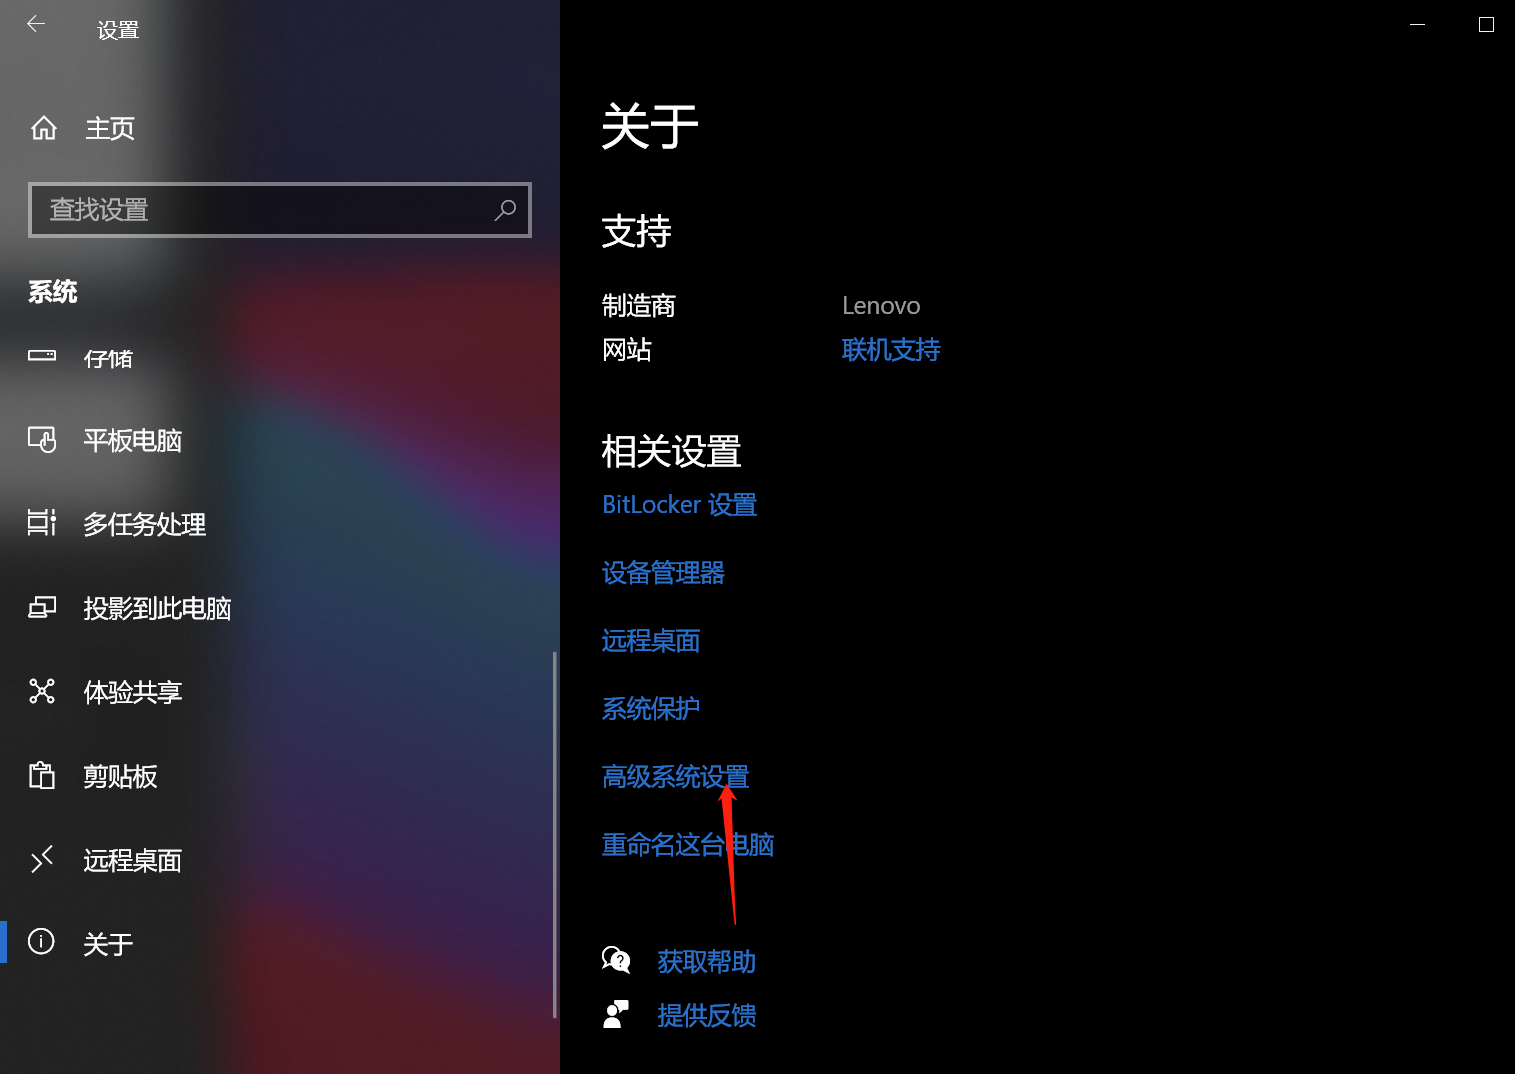 设置
主页
查找设置
系统
存储
平板电脑
多任务处理
投影到此电脑
体验共享
剪贴板
远程桌面
关于
关于
支持
制造商 Lenovo
网站 联机支持
相关设置
BitLocker 设置
设备管理器
远程桌面
系统保护
高级系统设置
重命名这台电脑
获取帮助
提供反馈